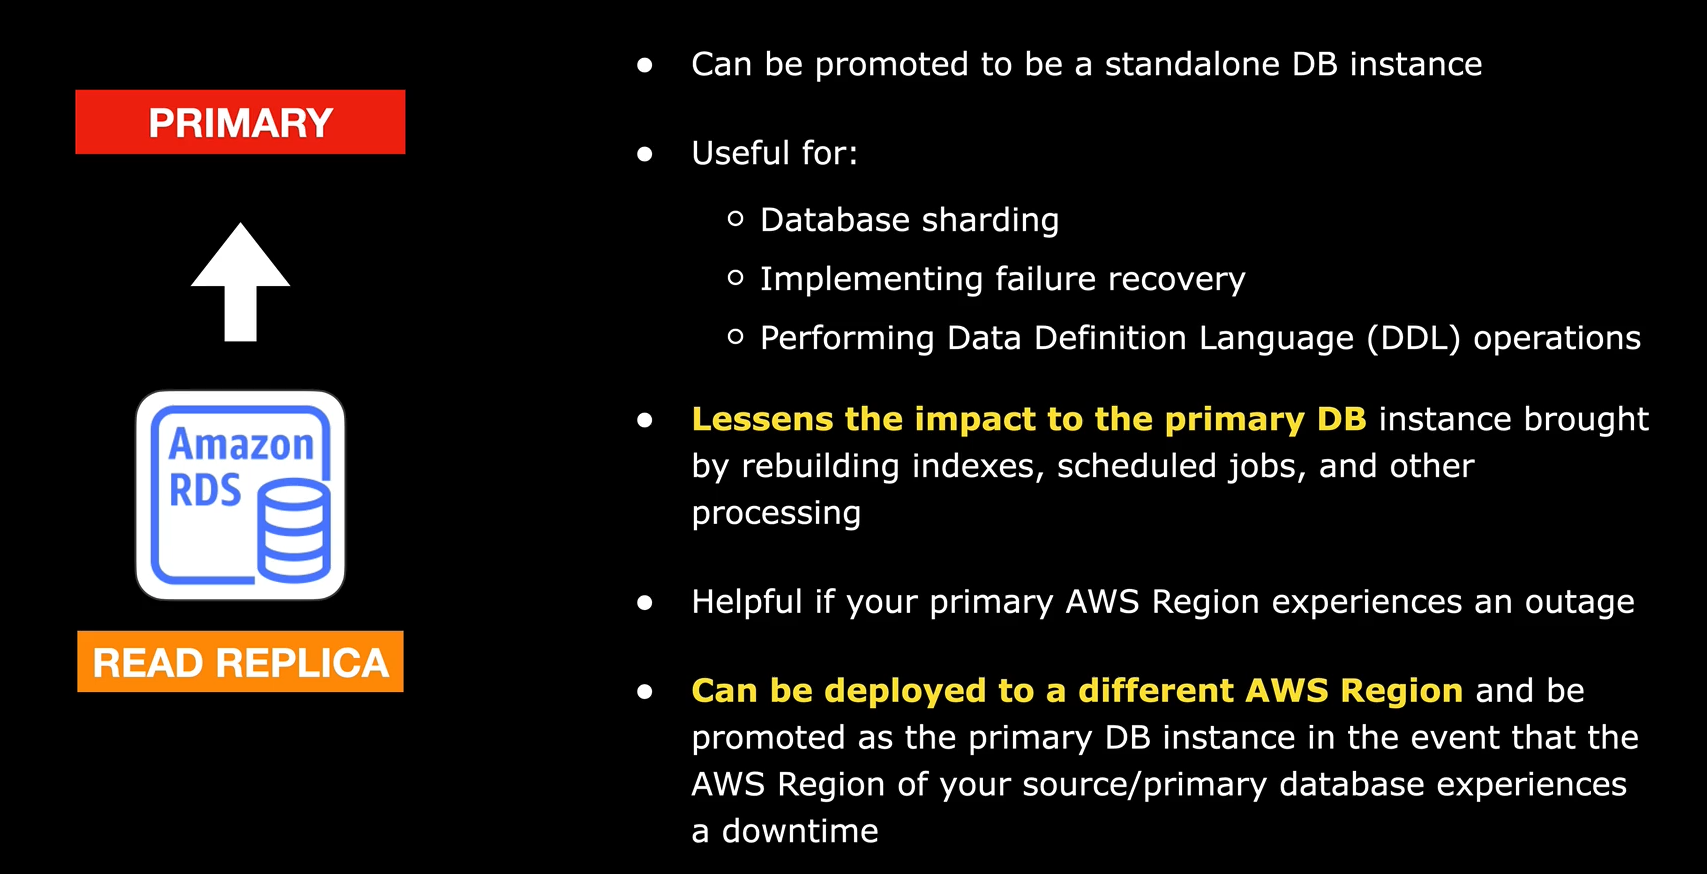 PRIMARY
Amazon
RDS
READ REPLICA
● Can be promoted to be a standalone DB instance
● Useful for:
○ Database sharding
○ Implementing failure recovery
○ Performing Data Definition Language (DDL) operations
● Lessens the impact to the primary DB instance brought
by rebuilding indexes, scheduled jobs, and other
processing
● Helpful if your primary AWS Region experiences an outage
● Can be deployed to a different AWS Region and be
promoted as the primary DB instance in the event that the
AWS Region of your source/primary database experiences
a downtime